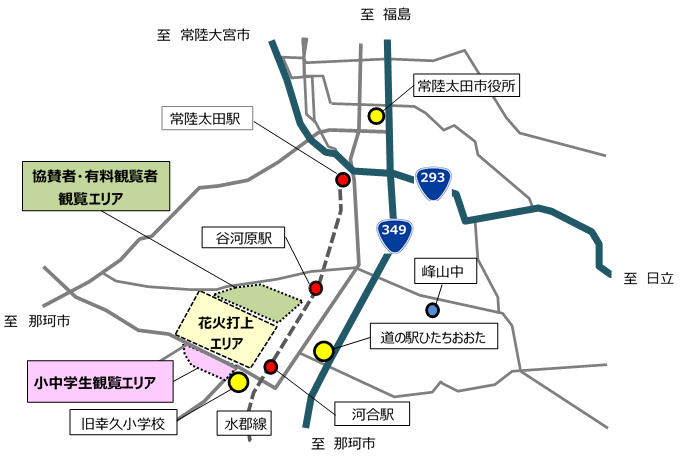 至 福島
至 常陸大宮市
常陸太田市役所
常陸太田駅
協賛者・有料観覧者
観覧エリア
293
349
谷河原駅
峰山中
至 日立
至 那珂市
花火打上
エリア
道の駅ひたちおおた
小中学生観覧エリア
河合駅
旧幸久小学校
水郡線
至 那珂市